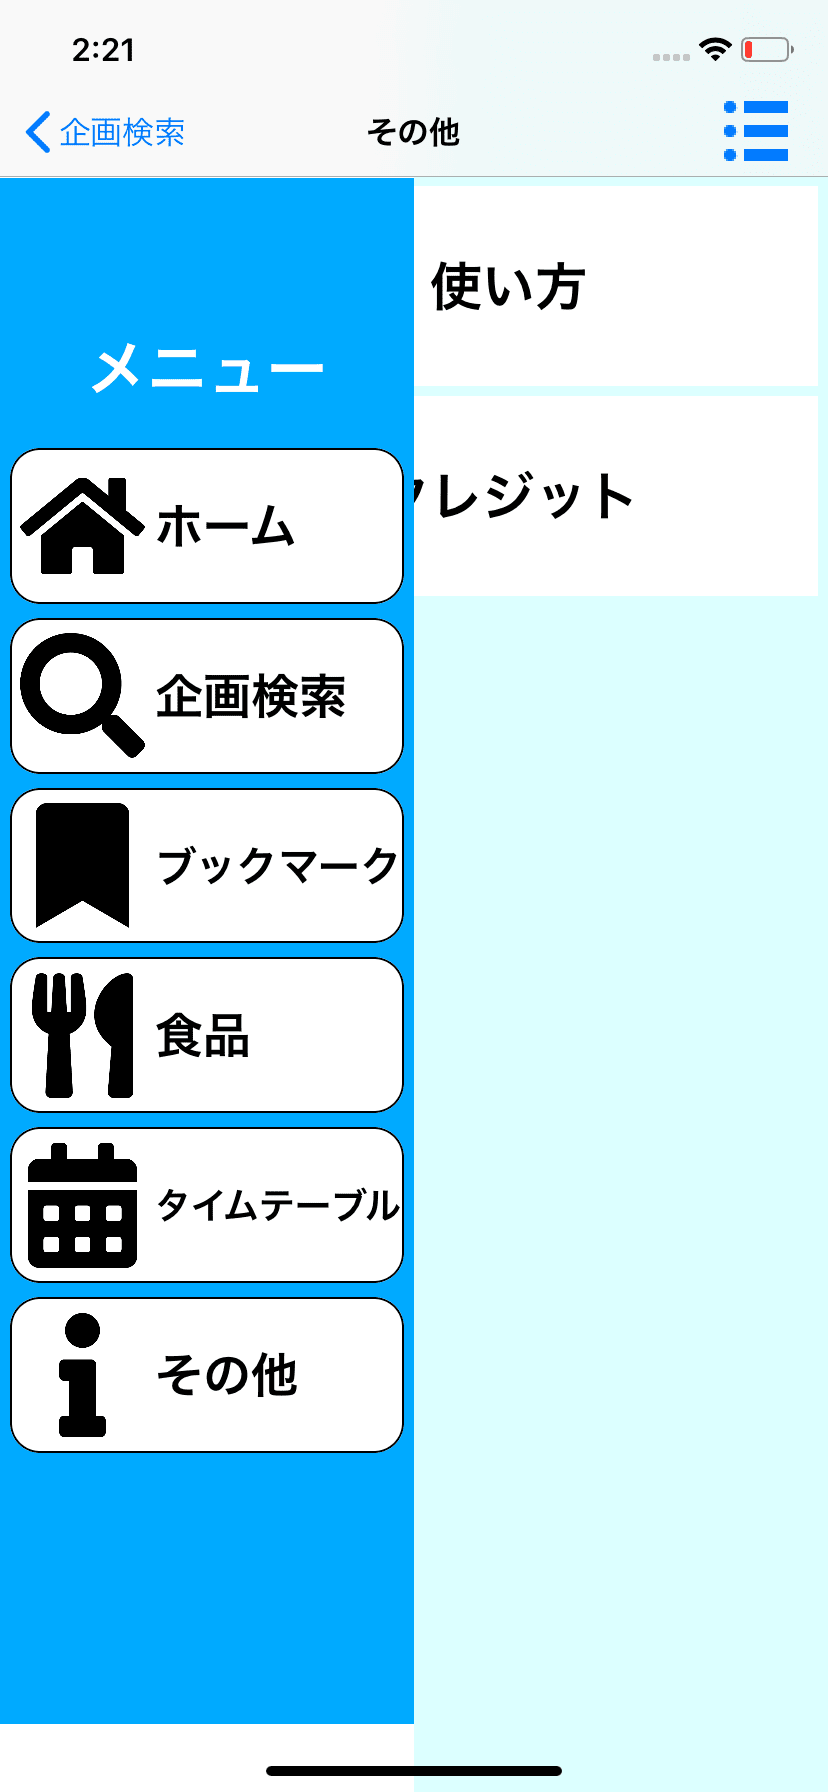 2:21
企画検索
その他
メニュー
ホーム
企画検索
ブックマーク
食品
タイムテーブル
その他
使い方
レジット